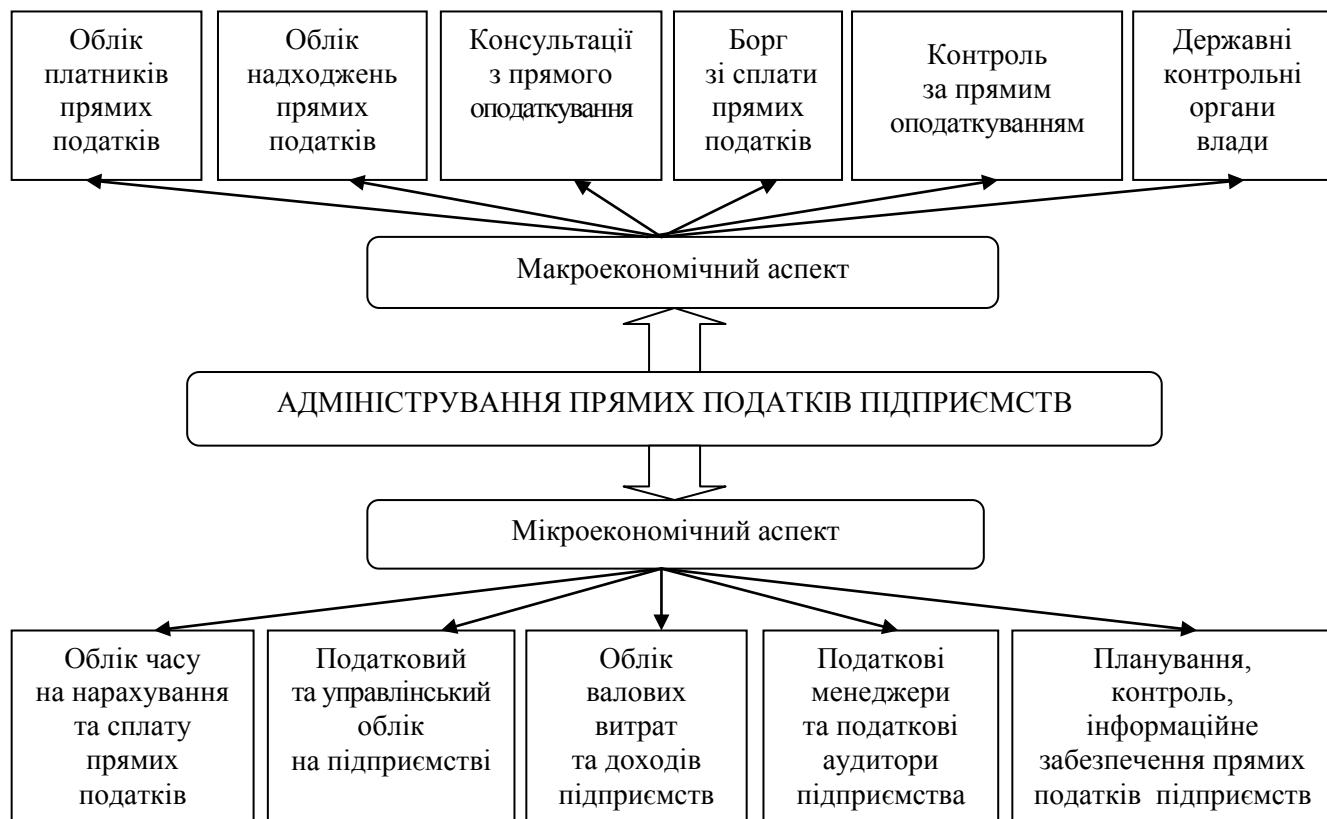 Облік
платників
прямих
податків
Облік
надходжень
прямих
податків
Консультації
з прямого
оподаткування
Борг
зі сплати
прямих
податків
Контроль
за прямим
оподаткуванням
Державні
контрольні
органи
влади
Макроекономічний аспект
АДМІНІСТРУВАННЯ ПРЯМИХ ПОДАТКІВ ПІДПРИЄМСТВ
Мікроекономічний аспект
Облік часу
на нарахування
та сплату
прямих
податків
Податковий
та управлінський
облік
на підприємстві
Облік
валових
витрат
та доходів
підприємств
Податкові
менеджери
та податкові
аудитори
підприємства
Планування,
контроль,
інформаційне
забезпечення прямих
податків підприємств